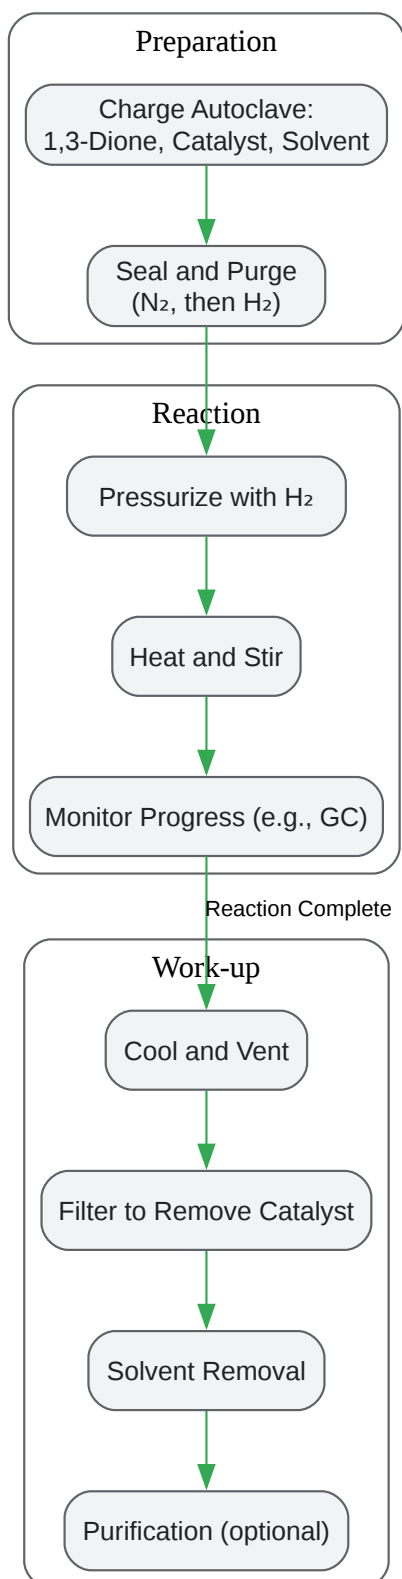 Preparation
Charge Autoclave:
1,3-Dione, Catalyst, Solvent
Seal and Purge
(N₂, then H₂)
Reaction
Pressurize with H₂
Heat and Stir
Monitor Progress (e.g., GC)
Reaction Complete
Work-up
Cool and Vent
Filter to Remove Catalyst
Solvent Removal
Purification (optional)